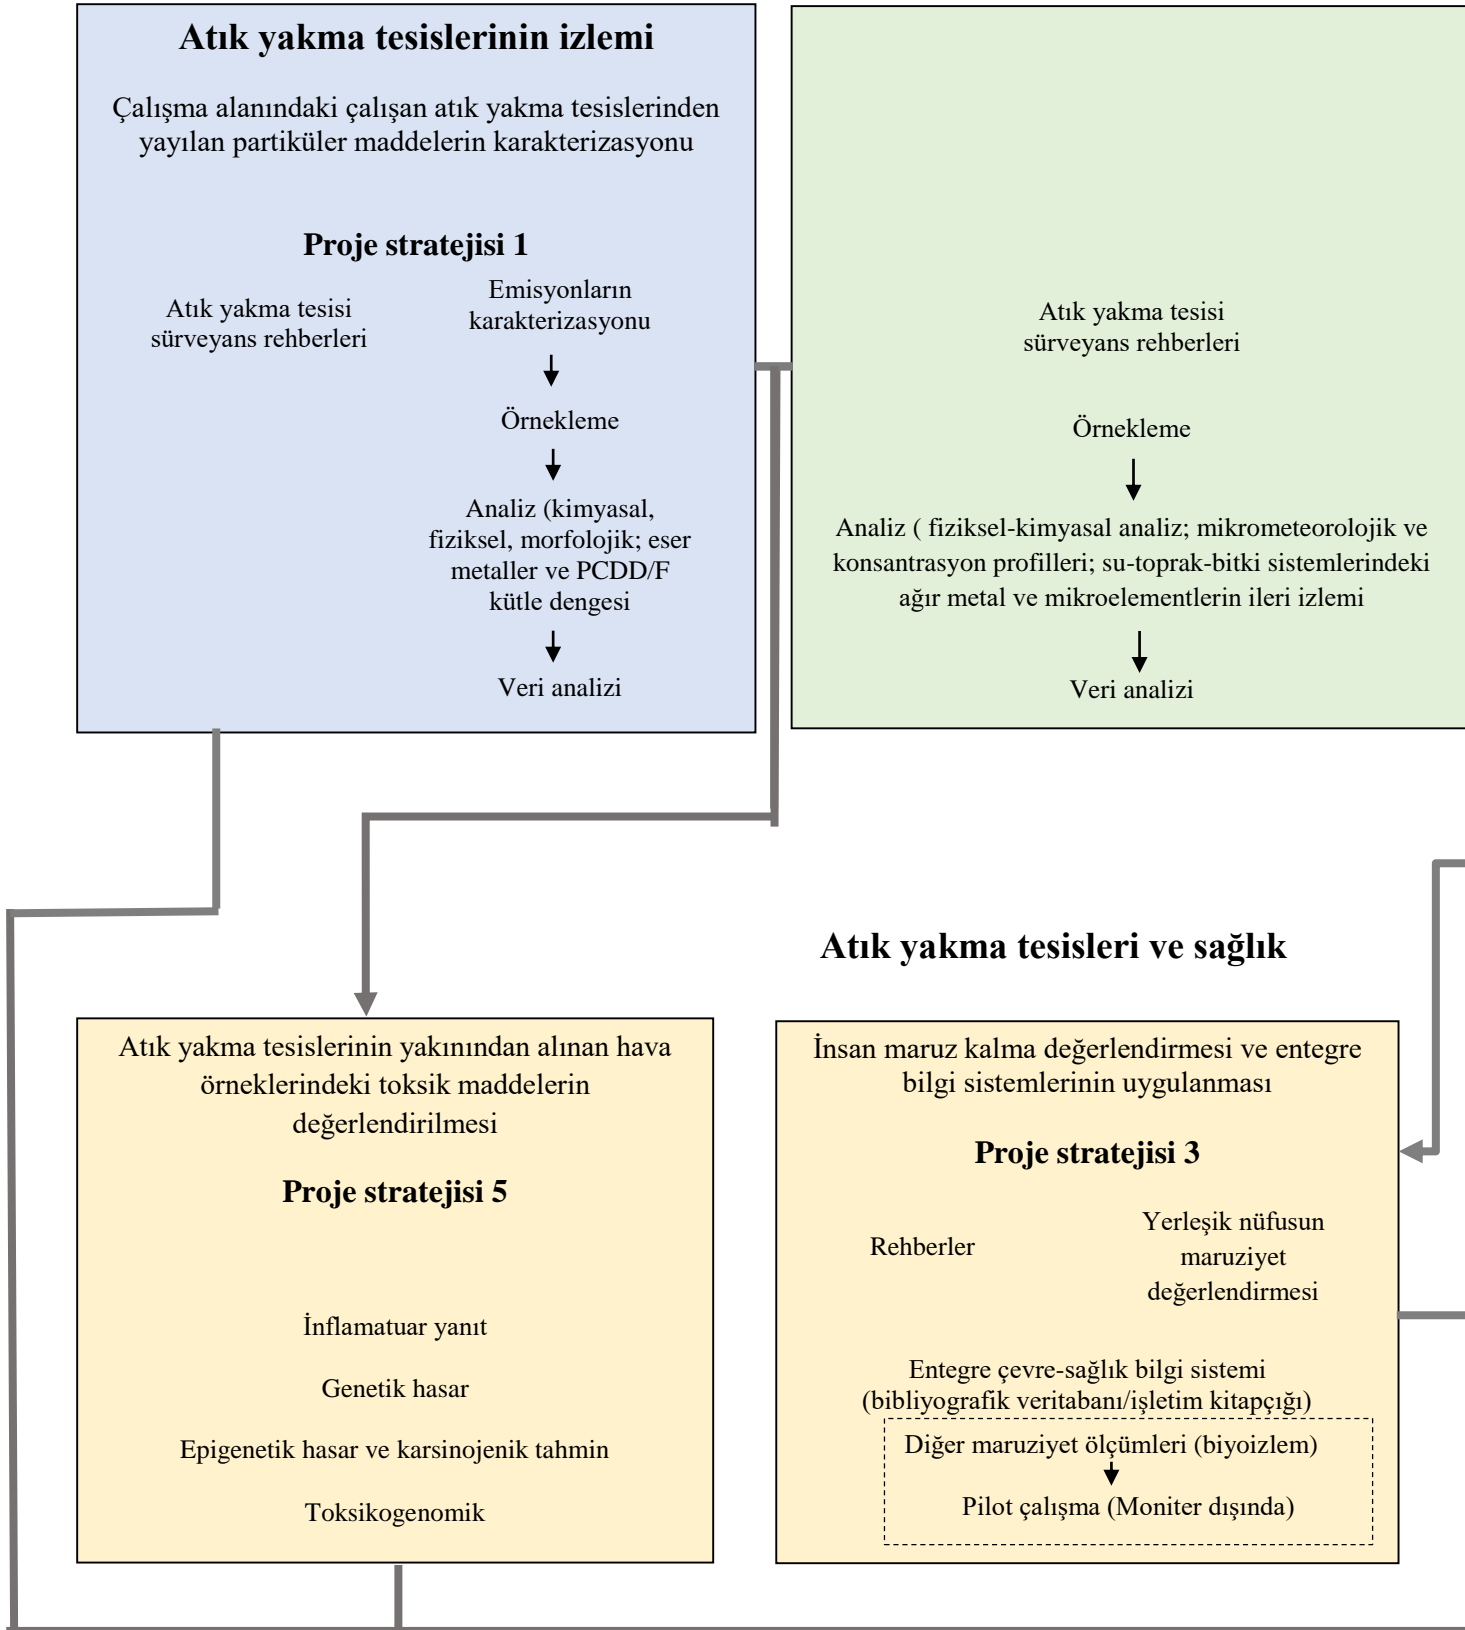 Atık yakma tesislerinin izlemi
Çalışma alanındaki çalışan atık yakma tesislerinden
yayılan partiküler maddelerin karakterizasyonu
Proje stratejisi 1
Atık yakma tesisi
sürveyans rehberleri
Emisyonların
karakterizasyonu
Örnekleme
Analiz (kimyasal,
fiziksel, morfolojik; eser
metaller ve PCDD/F
kütle dengesi
Veri analizi
Atık yakma tesisi
sürveyans rehberleri
Örnekleme
Analiz ( fiziksel-kimyasal analiz; mikrometeorolojik ve
konsantrasyon profilleri; su-toprak-bitki sistemlerindeki
ağır metal ve mikroelementlerin ileri izlemi
Veri analizi
Atık yakma tesisleri ve sağlık
Atık yakma tesislerinin yakınından alınan hava
örneklerindeki toksik maddelerin
değerlendirilmesi
Proje stratejisi 5
İnflamatuar yanıt
Genetik hasar
Epigenetik hasar ve karsinojenik tahmin
Toksikogenomik
İnsan maruz kalma değerlendirmesi ve entegre
bilgi sistemlerinin uygulanması
Proje stratejisi 3
Rehberler
Yerleşik nüfusun
maruziyet
değerlendirmesi
Entegre çevre-sağlık bilgi sistemi
(bibliyografik veritabanı/işletim kitapçığı)
Diğer maruziyet ölçümleri (biyoizlem)
Pilot çalışma (Moniter dışında)